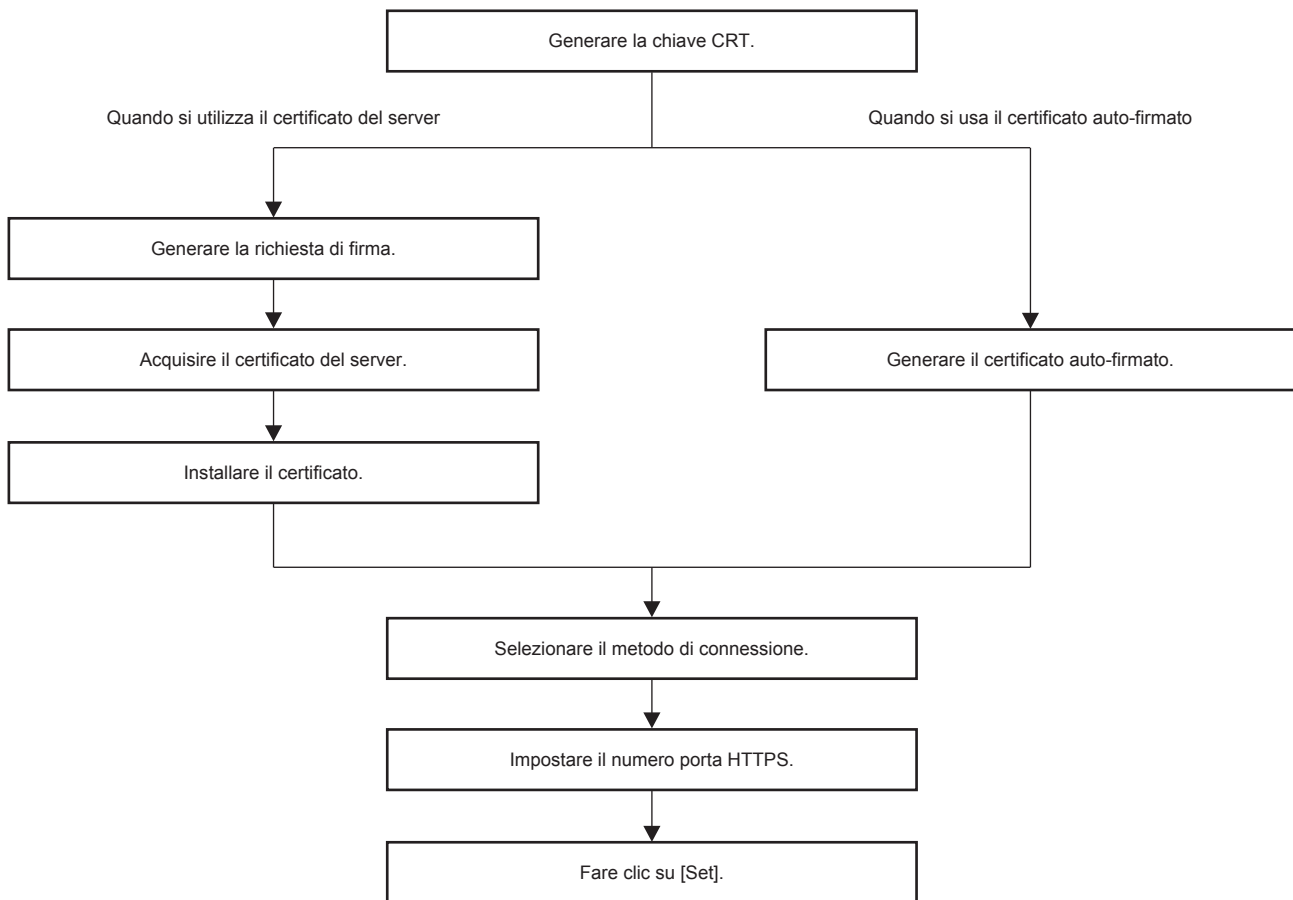 Generare la chiave CRT.
Quando si utilizza il certificato del server
Quando si usa il certificato auto-firmato
Generare la richiesta di firma.
Acquisire il certificato del server.
Generare il certificato auto-firmato.
Installare il certificato.
Selezionare il metodo di connessione.
Impostare il numero porta HTTPS.
Fare clic su [Set].